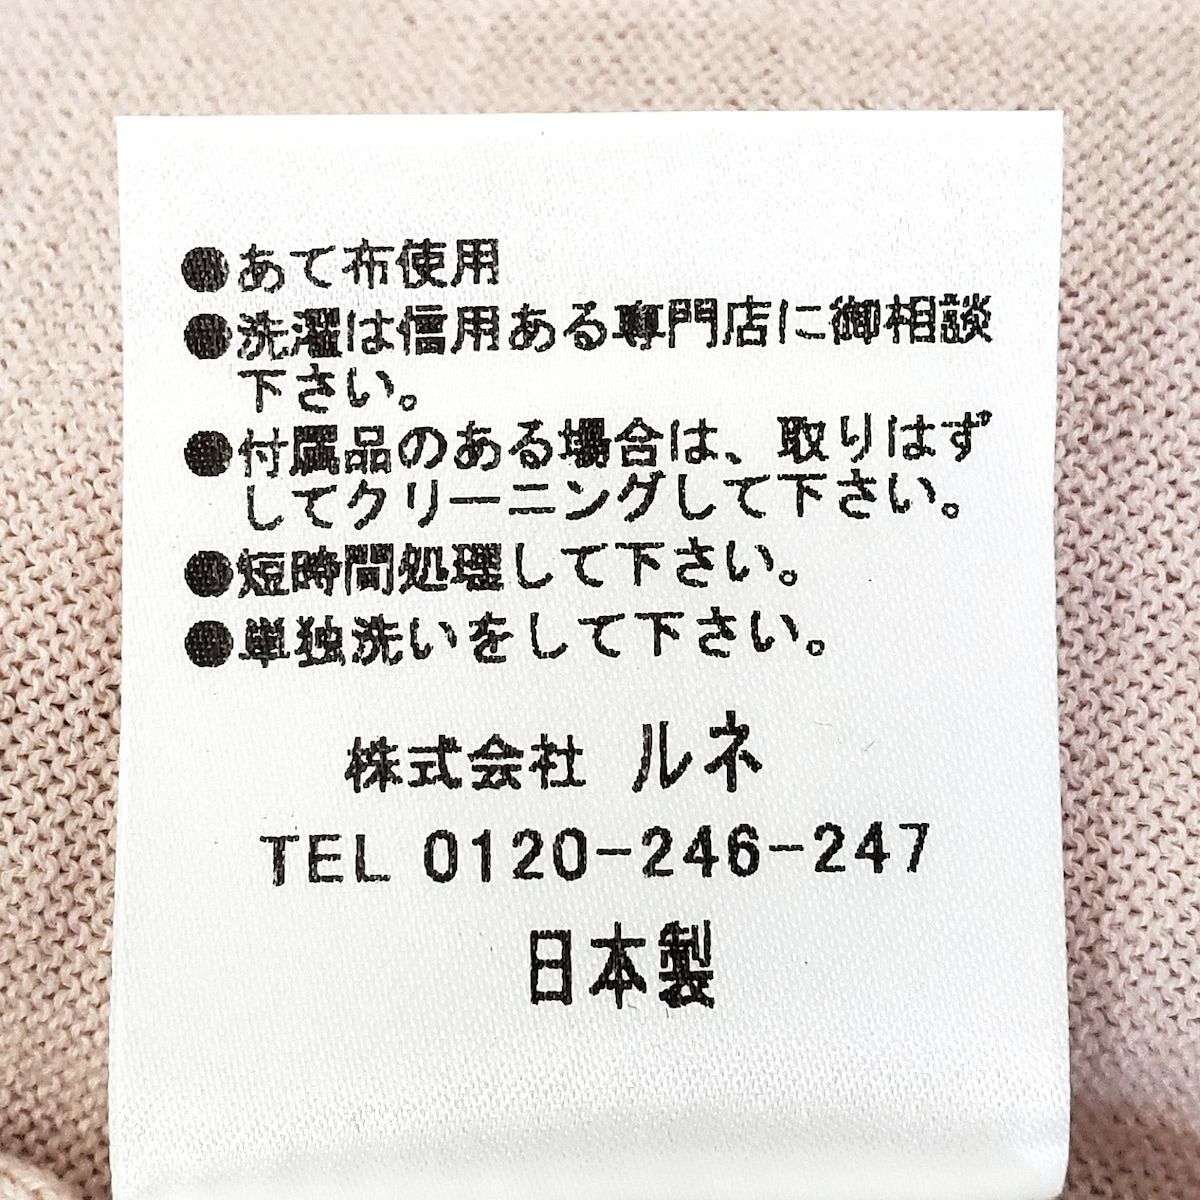 ●あて布使用
●洗濯は信用ある専門店に御相談
下さい。
●付属品のある場合は、取りはず
してクリーニングして下さい。
●短時間処理して下さい。
●単独洗いをして下さい。
株式会社 ルネ
TEL 0120-246-247
日本製